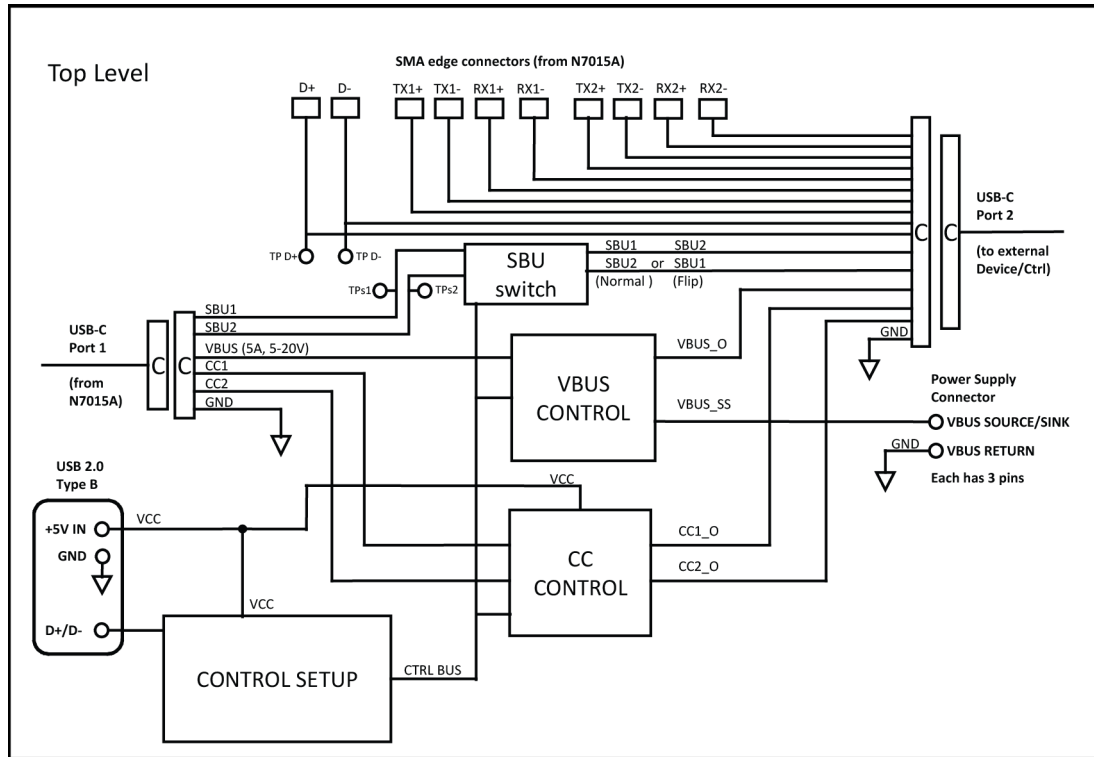 Top Level
SMA edge connectors (from N7015A)
D+ D- TX1+ TX1- RX1+ RX1- TX2+ TX2- RX2+ RX2-
TP D+ TP D-
TPs1 TPs2
SBU
switch
SBU1 SBU2
SBU2 or SBU1
(Normal ) (Flip)
C C
USB-C
Port 2
(to external
Device/Ctrl)
GND
USB-C
Port 1
(from
N7015A)
C C
SBU1
SBU2
VBUS (5A, 5-20V)
CC1
CC2
GND
VBUS
CONTROL
VBUS_O
VBUS_SS
Power Supply
Connector
VBUS SOURCE/SINK
GND VBUS RETURN
Each has 3 pins
USB 2.0
Type B
+5V IN
GND
D+/D-
VCC
VCC
VCC
CC
CONTROL
CC1_O
CC2_O
CONTROL SETUP
CTRL BUS